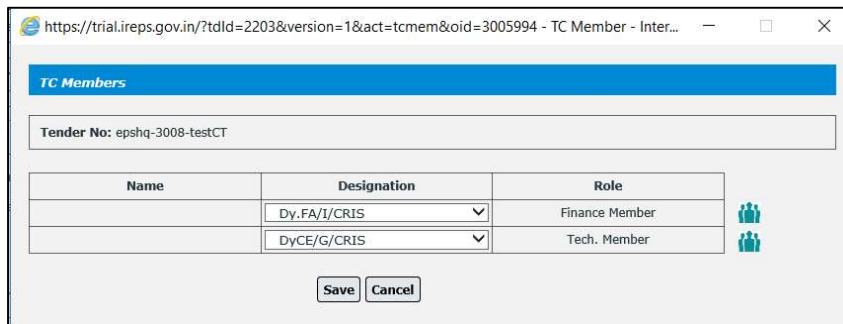 https://trial.ireps.gov.in/?tdId=2203&version=1&act=tcmem&oid=3005994 - TC Member - Inter...
TC Members
Tender No: epshq-3008-testCT
Name Designation Role
Dy.FA/I/CRIS Finance Member
DyCE/G/CRIS Tech. Member
Save Cancel